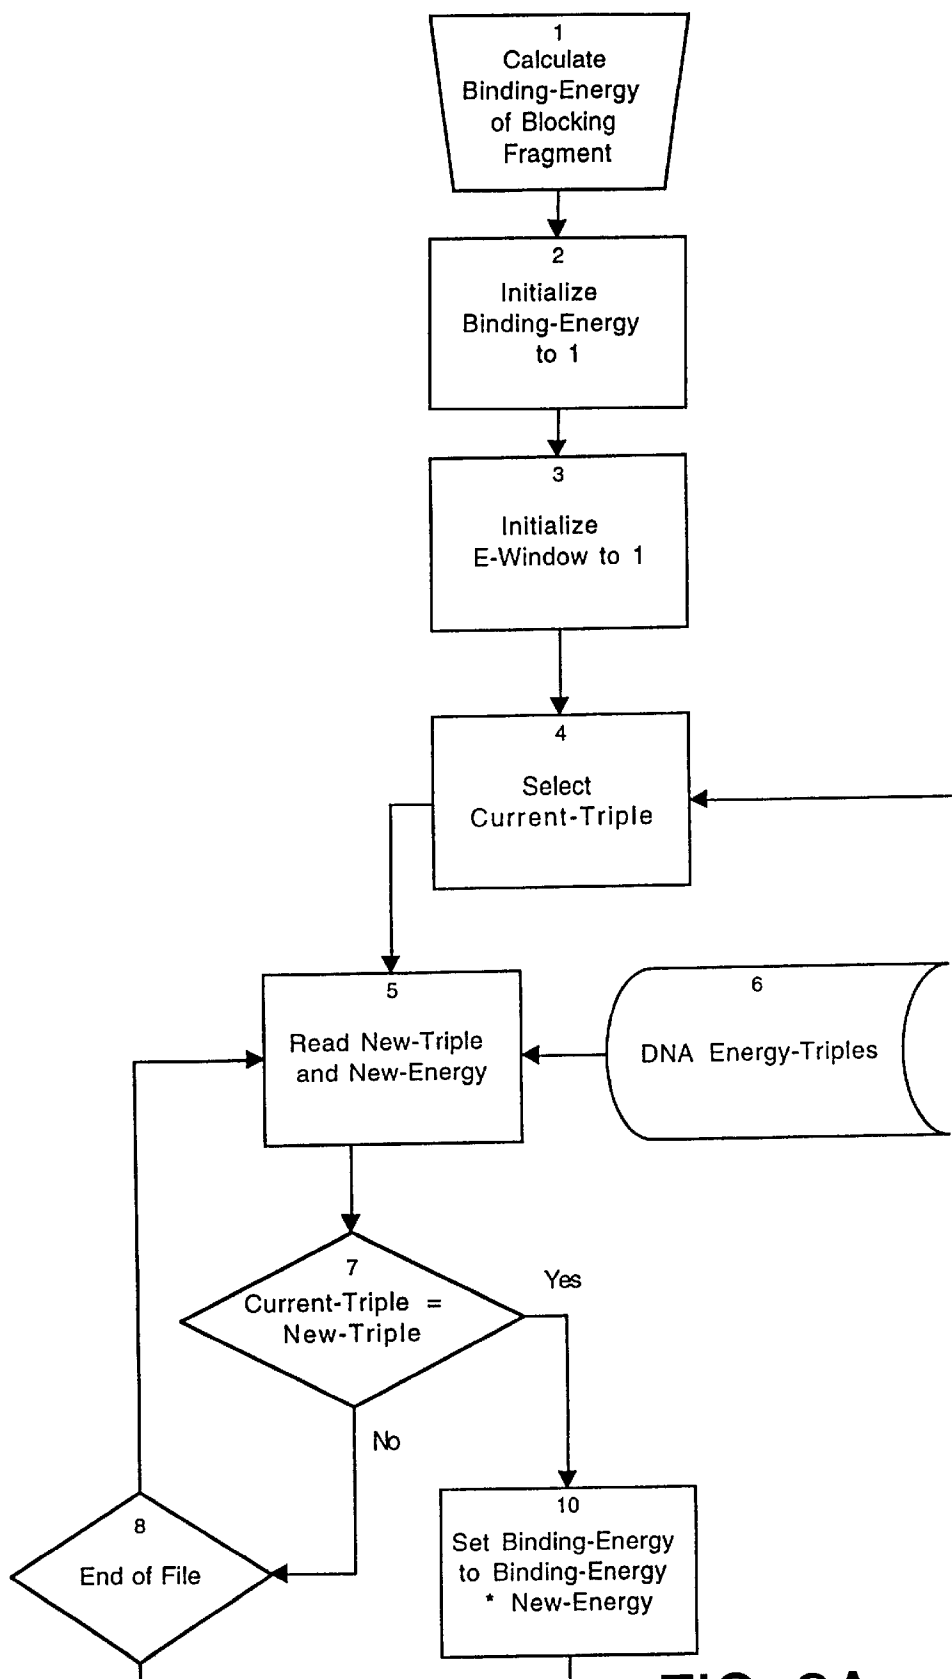 1
Calculate
Binding-Energy
of Blocking
Fragment
2
Initialize
Binding-Energy
to 1
3
Initialize
E-Window to 1
4
Select
Current-Triple
5
Read New-Triple
and New-Energy
6
DNA Energy-Triples
7
Current-Triple =
New-Triple
Yes
No
8
End of File
10
Set Binding-Energy
to Binding-Energy
* New-Energy